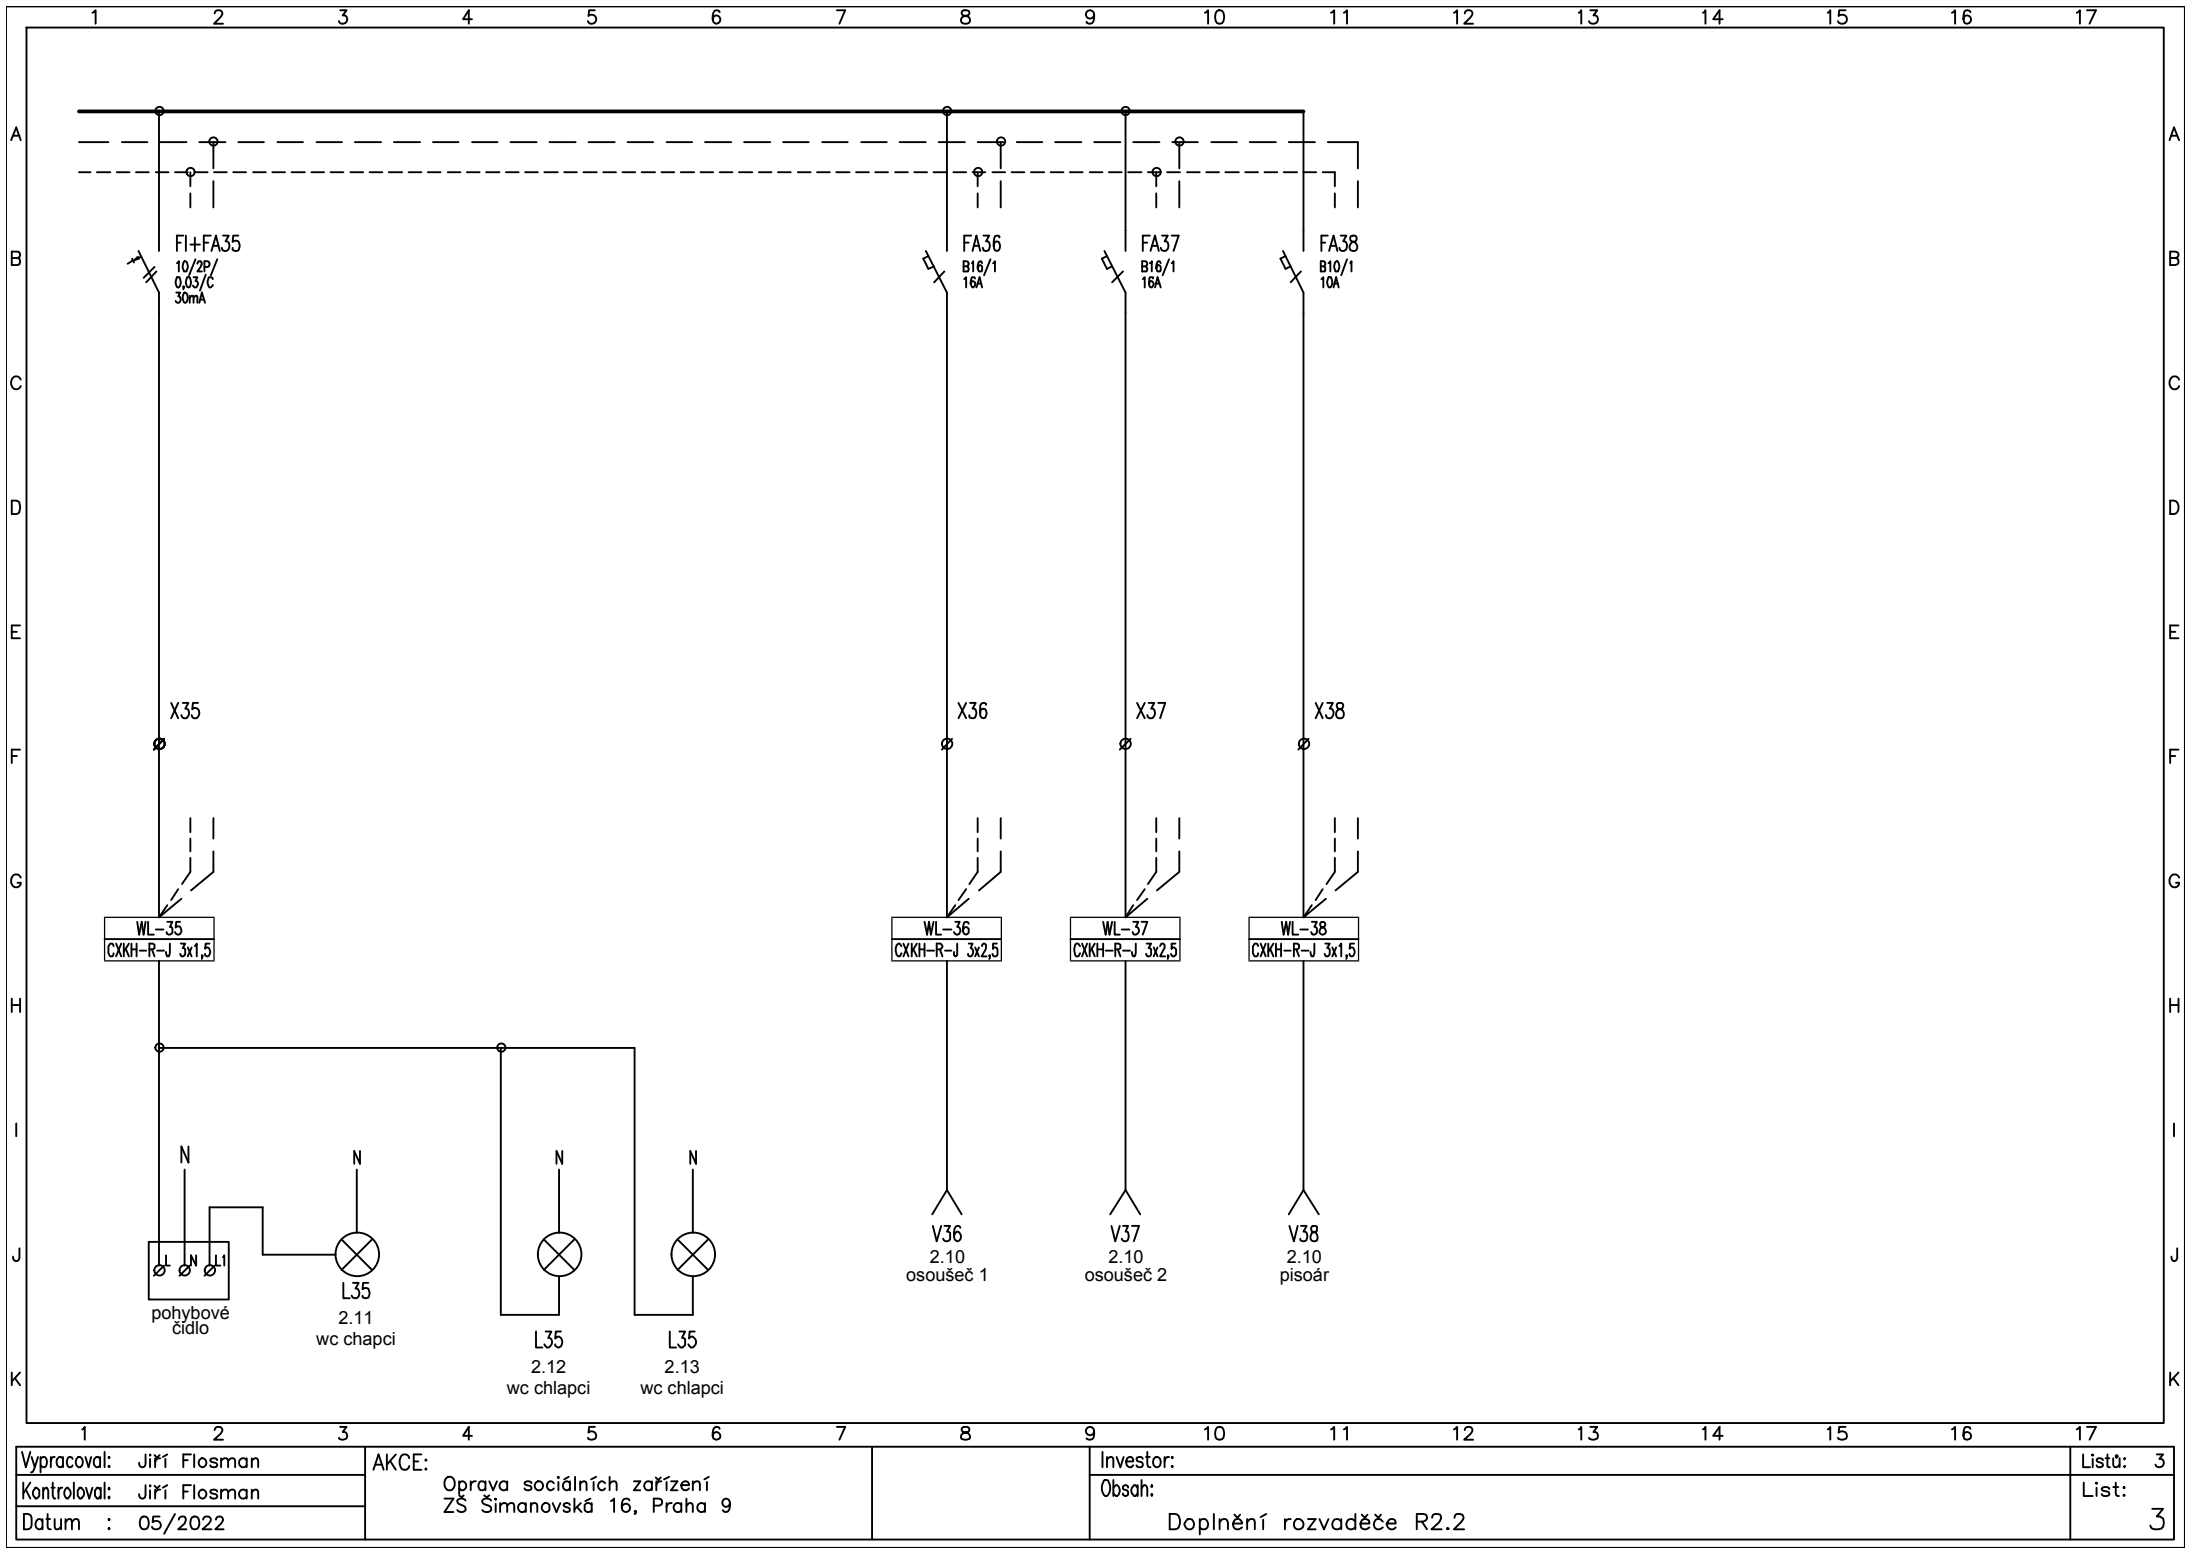 1 2 3 4 5 6 7 8 9 10 11 12 13 14 15 16 17
A A
FI+FA35 FA36 FA37 FA38
B 10/2P/ B16/1 B16/1 B10/1 B
0,03/C 16A 16A 10A
30mA
C C
D D
E E
X35 X36 X37 X38
F F
G G
WL-35 WL-36 WL-37 WL-38
CXKH-R-J 3x1,5 CXKH-R-J 3x2,5 CXKH-R-J 3x2,5 CXKH-R-J 3x1,5
H H
I I
N N N N
V36 V37 V38
J 2.10 2.10 2.10 J
L N L1
osoušeč 1 osoušeč 2 pisoár
L35
pohybové
čidlo
2.11
wc chapci
L35 L35
2.12 2.13
wc chlapci wc chlapci
K K
1 2 3 4 5 6 7 8 9 10 11 12 13 14 15 16 17
Vypracoval: Jiří Flosman
Kontroloval: Jiří Flosman
Datum : 05/2022
AKCE:
Oprava sociálních zařízení
ZŠ Šimanovská 16, Praha 9
Investor:
Obsah:
Doplnění rozvaděče R2.2
Listů: 3
List:
3